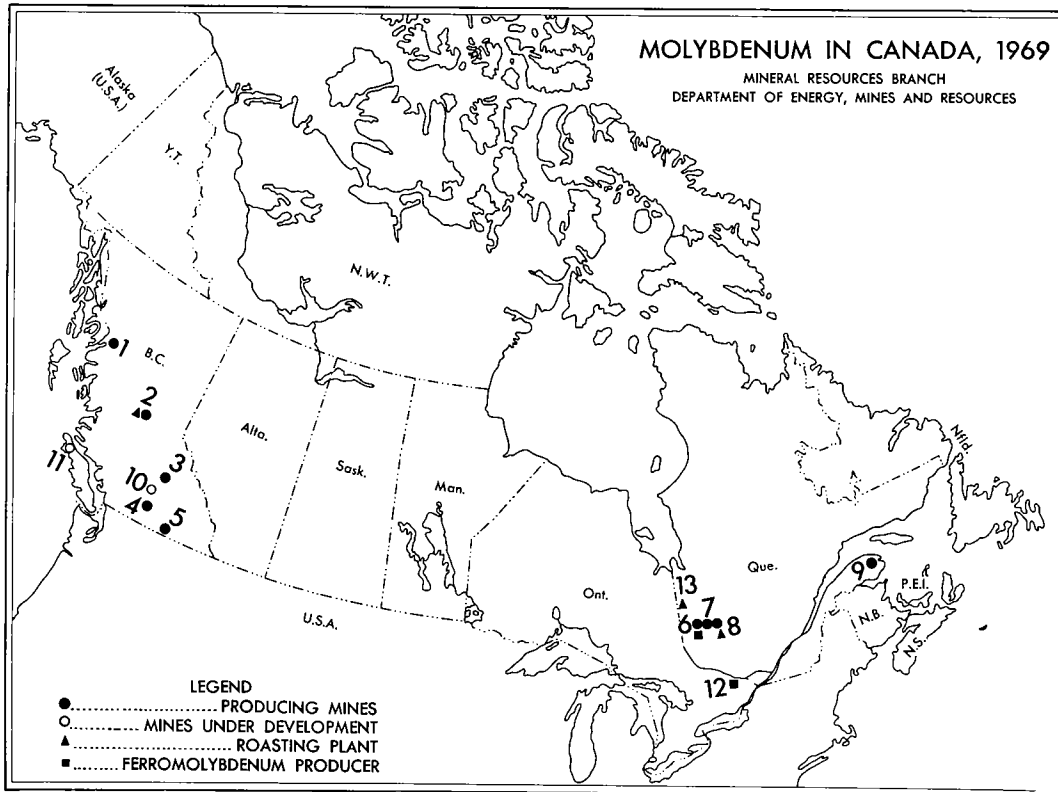 MOLYBDENUM IN CANADA, 1969
MINERAL RESOURCES BRANCH
DEPARTMENT OF ENERGY, MINES AND RESOURCES
Alaska
(U.S.A.)
Y.T.
N.W.T.
1
B.C.
2
Alta.
Sask.
Man.
11
10
3
4
5
Nfld.
Ont.
Que.
13
6
7
8
9
P.E.I.
N.B.
N.S.
U.S.A.
12
LEGEND
PRODUCING MINES
MINES UNDER DEVELOPMENT
ROASTING PLANT
FERROMOLYBDENUM PRODUCER